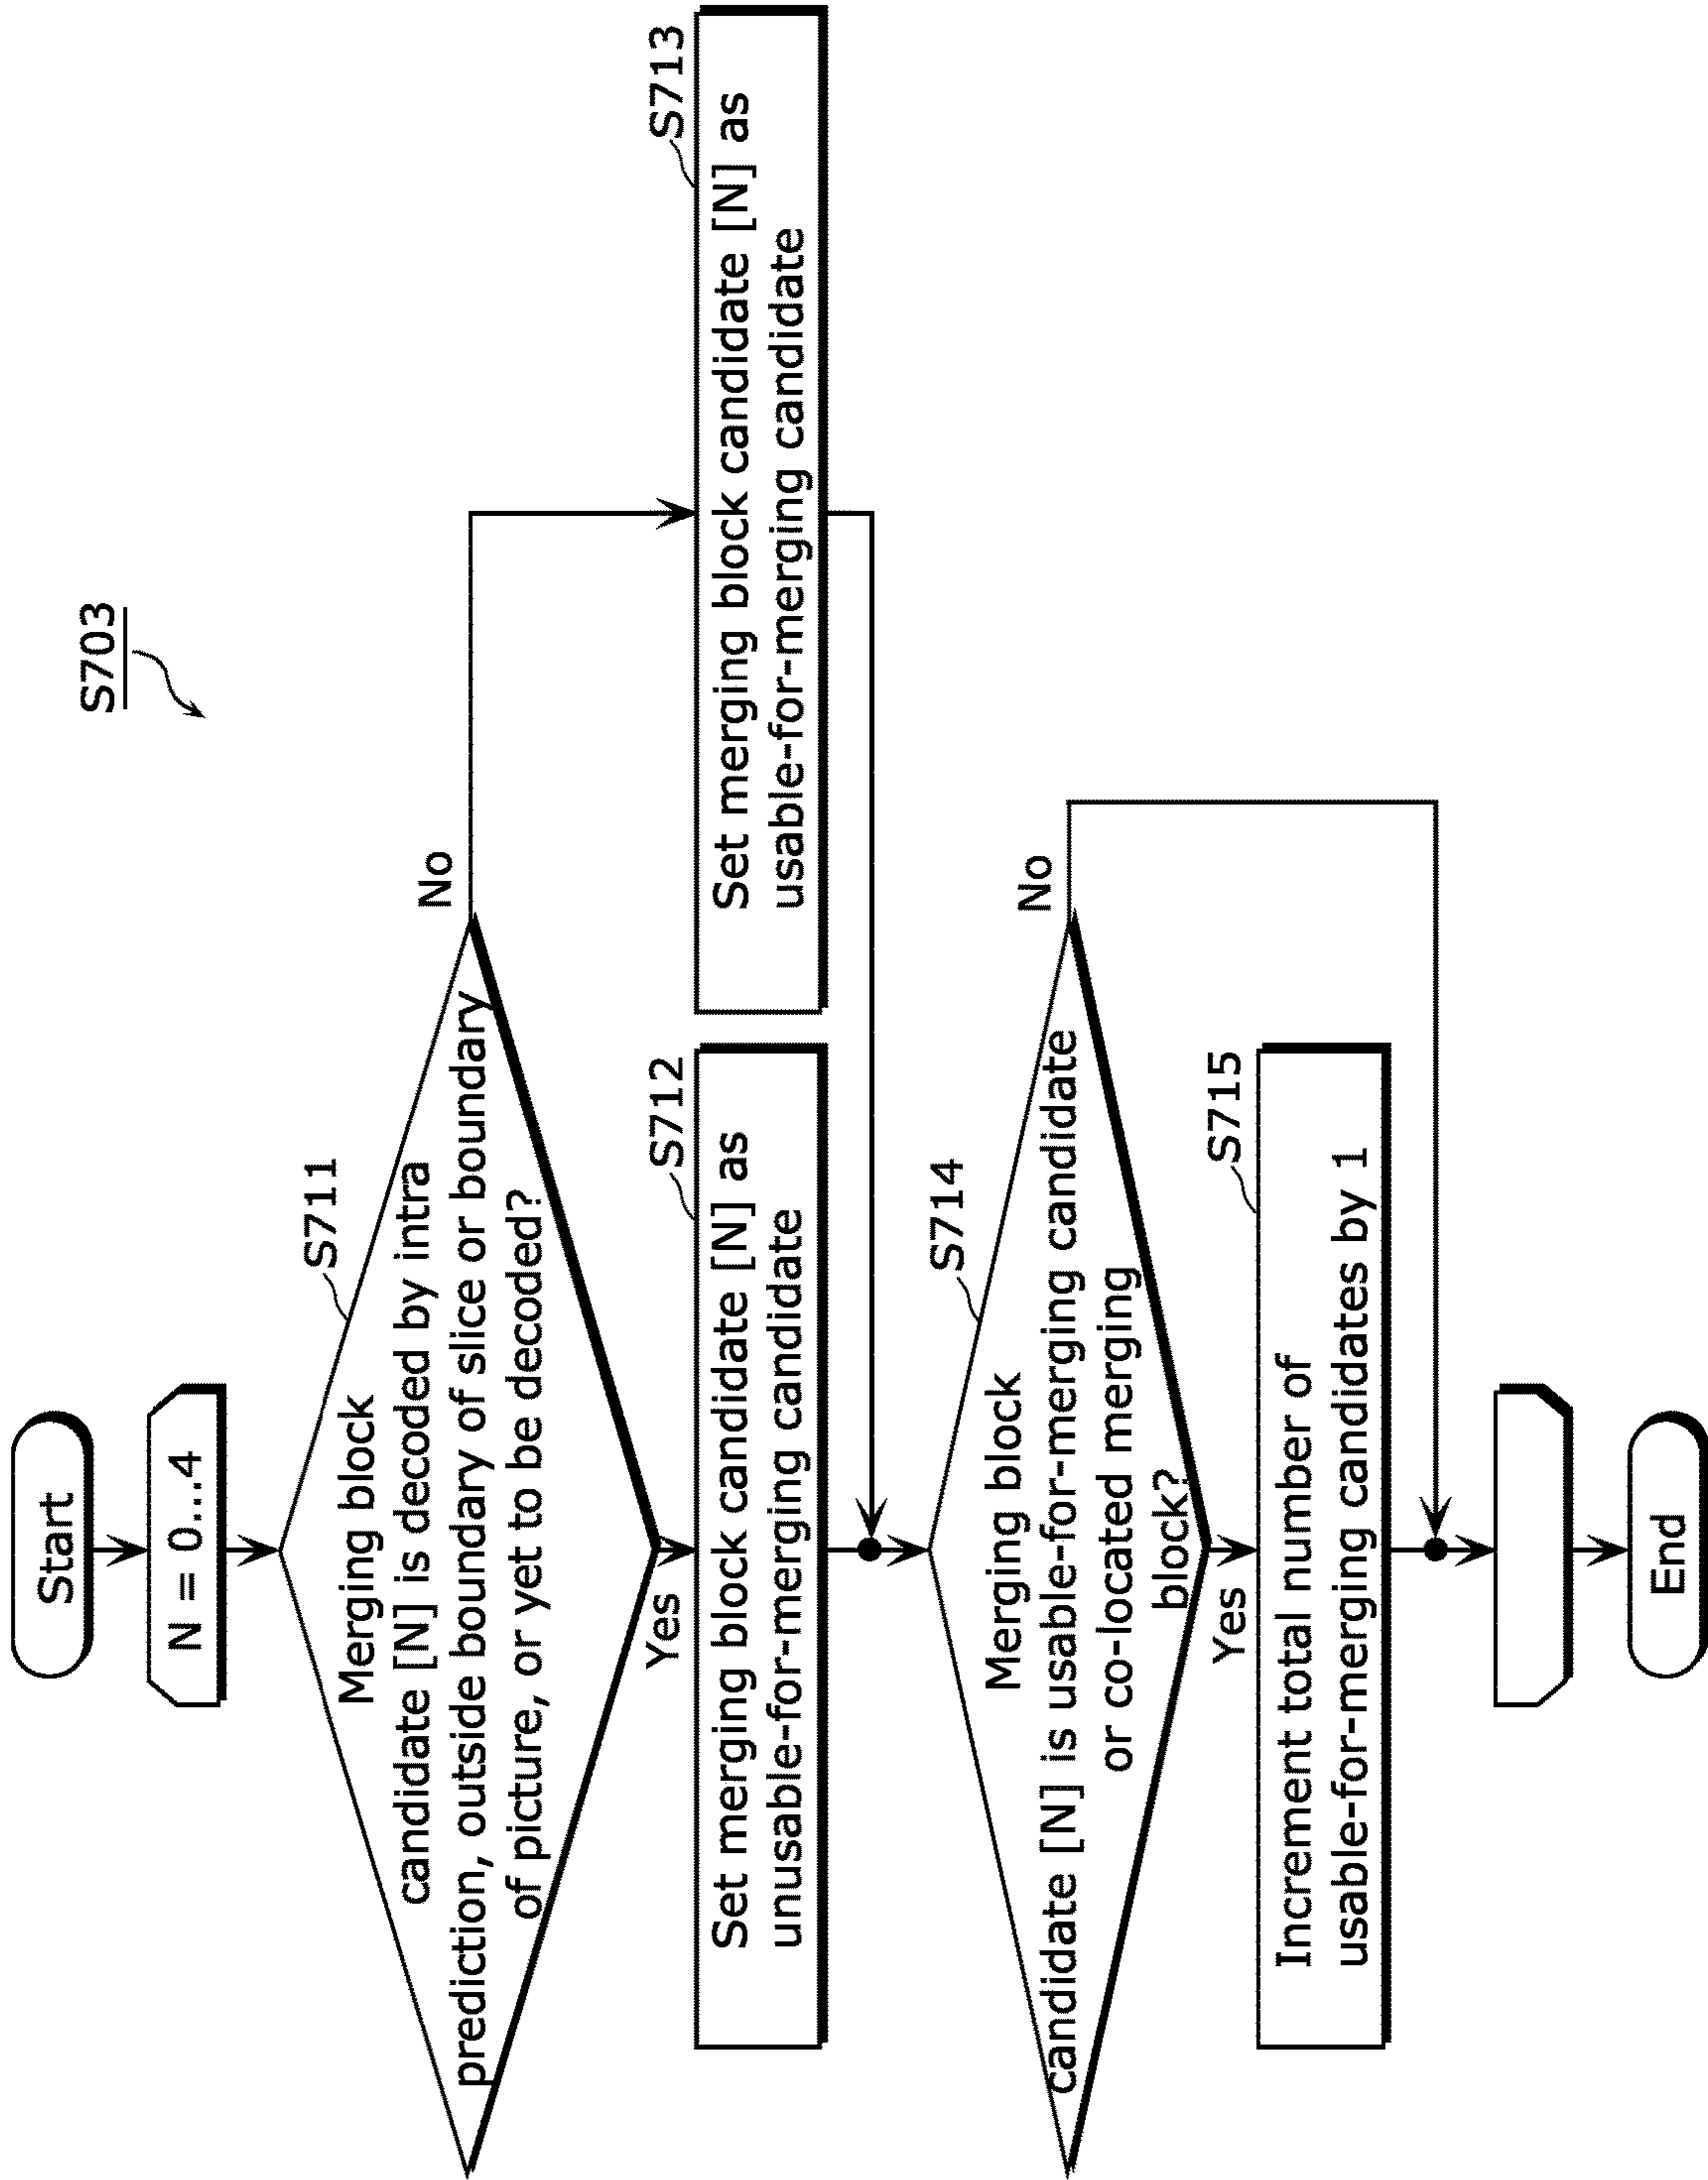 S703
Start
N = 0...4
S711
Merging block
candidate [N] is decoded by intra
prediction, outside boundary of slice or boundary
of picture, or yet to be decoded?
No
Yes
S712
Set merging block candidate [N] as
unusable-for-merging candidate
S713
Set merging block candidate [N] as
usable-for-merging candidate
S714
Merging block
candidate [N] is usable-for-merging candidate
or co-located merging
block?
No
Yes
S715
Increment total number of
usable-for-merging candidates by 1
End